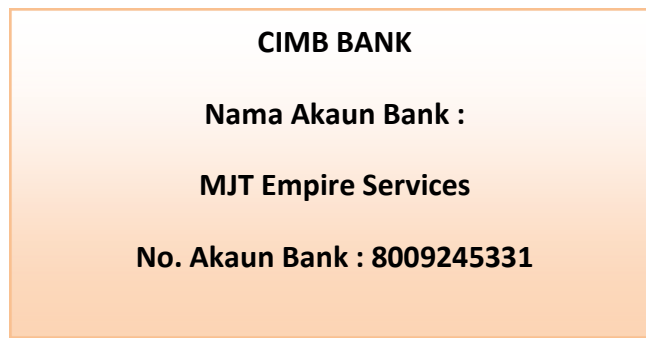 CIMB BANK
Nama Akaun Bank :
MJT Empire Services
No. Akaun Bank : 8009245331